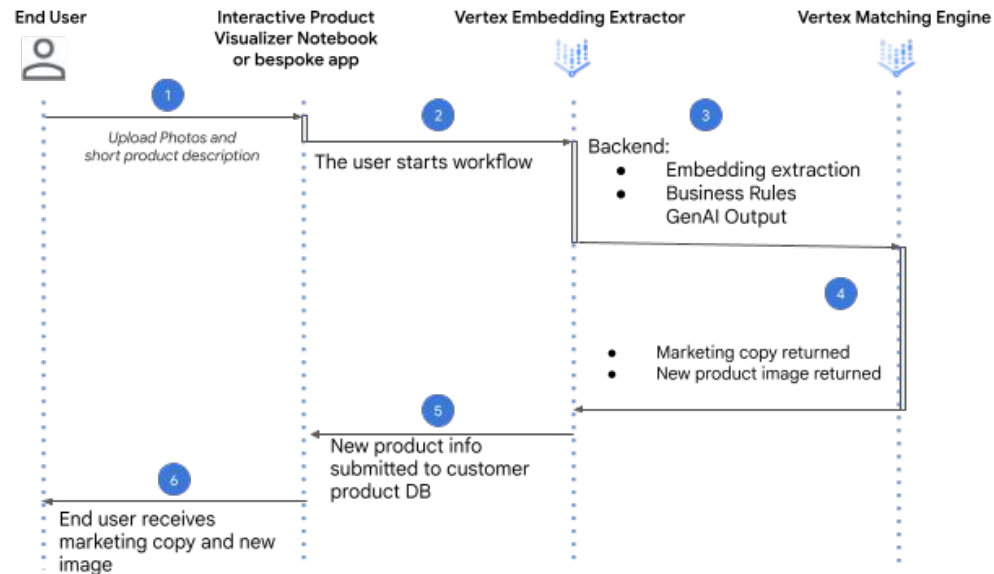 End User
Interactive Product
Visualizer Notebook
or bespoke app
Vertex Embedding Extractor
Vertex Matching Engine
1
Upload Photos and
short product description
2
The user starts workflow
3
Backend:
● Embedding extraction
● Business Rules
GenAI Output
4
● Marketing copy returned
● New product image returned
5
New product info
submitted to customer
product DB
6
End user receives
marketing copy and new
image